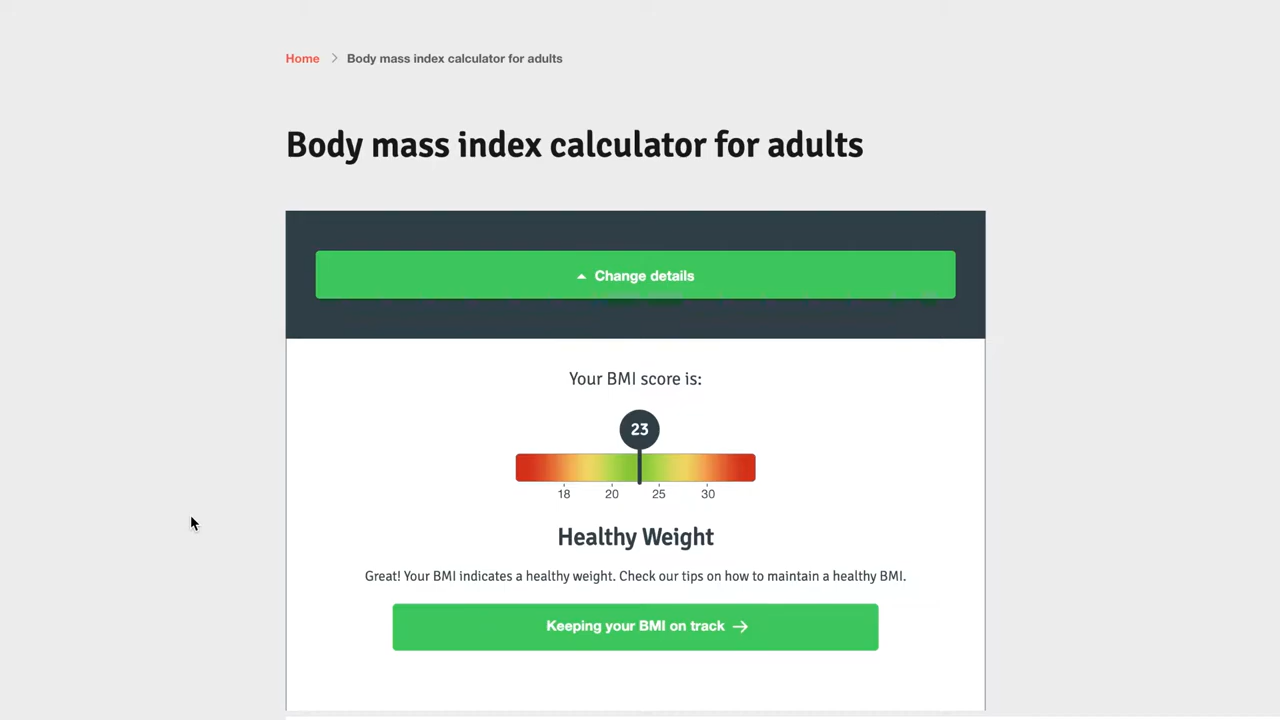 Home > Body mass index calculator for adults
Body mass index calculator for adults
Change details
Your BMI score is:
23
18 20 25 30
Healthy Weight
Great! Your BMI indicates a healthy weight. Check our tips on how to maintain a healthy BMI.
Keeping your BMI on track →